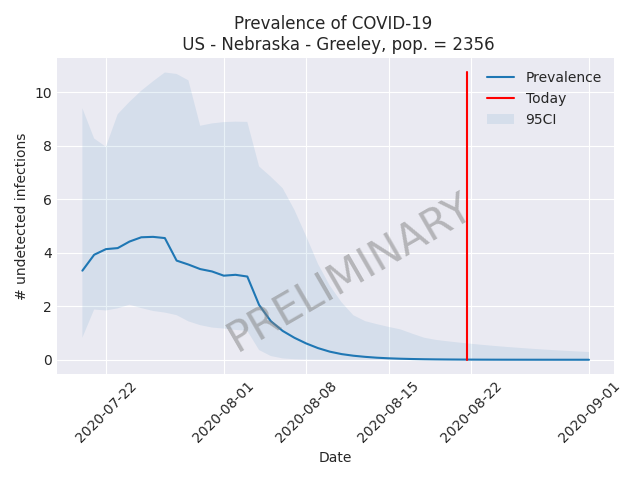 Prevalence of COVID-19
US - Nebraska - Greeley, pop. = 2356
Prevalence
Today
95CI
10
8
6
4
2
0
# undetected infections
PRELIMINARY
2020-07-22
2020-08-01
2020-08-08
2020-08-15
2020-08-22
2020-09-01
Date